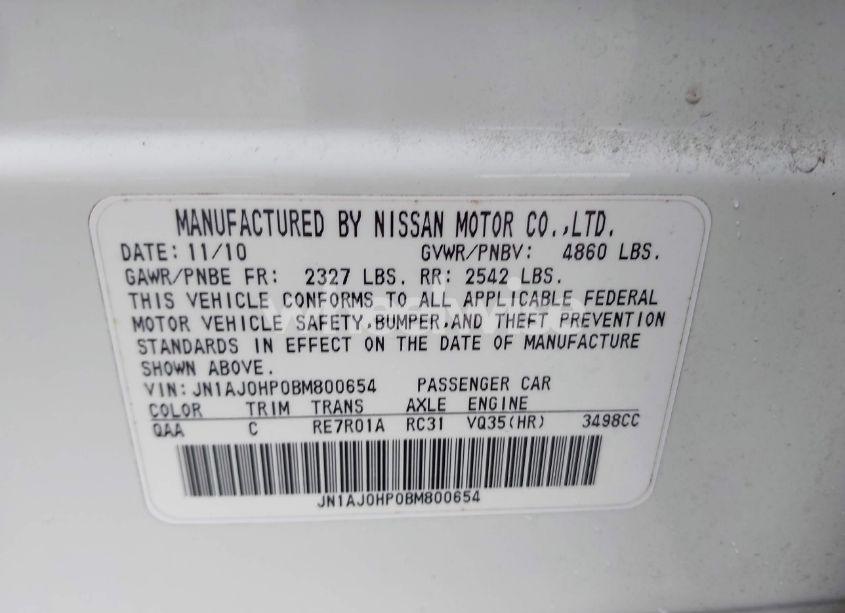 MANUFACTURED BY NISSAN MOTOR CO.,LTD.
DATE: 11/10 GVWR/PNBV: 4860 LBS.
GAWR/PNBE FR: 2327 LBS. RR: 2542 LBS.
THIS VEHICLE CONFORMS TO ALL APPLICABLE FEDERAL
MOTOR VEHICLE SAFETY,BUMPER,AND THEFT PREVENTION
STANDARDS IN EFFECT ON THE DATE OF MANUFACTURE
SHOWN ABOVE.
VIN: JN1AJ0HP0BM800654 PASSENGER CAR
COLOR TRIM TRANS AXLE ENGINE
QAA C RE7R01A RC31 VQ35(HR) 3498CC
JN1AJ0HP0BM800654